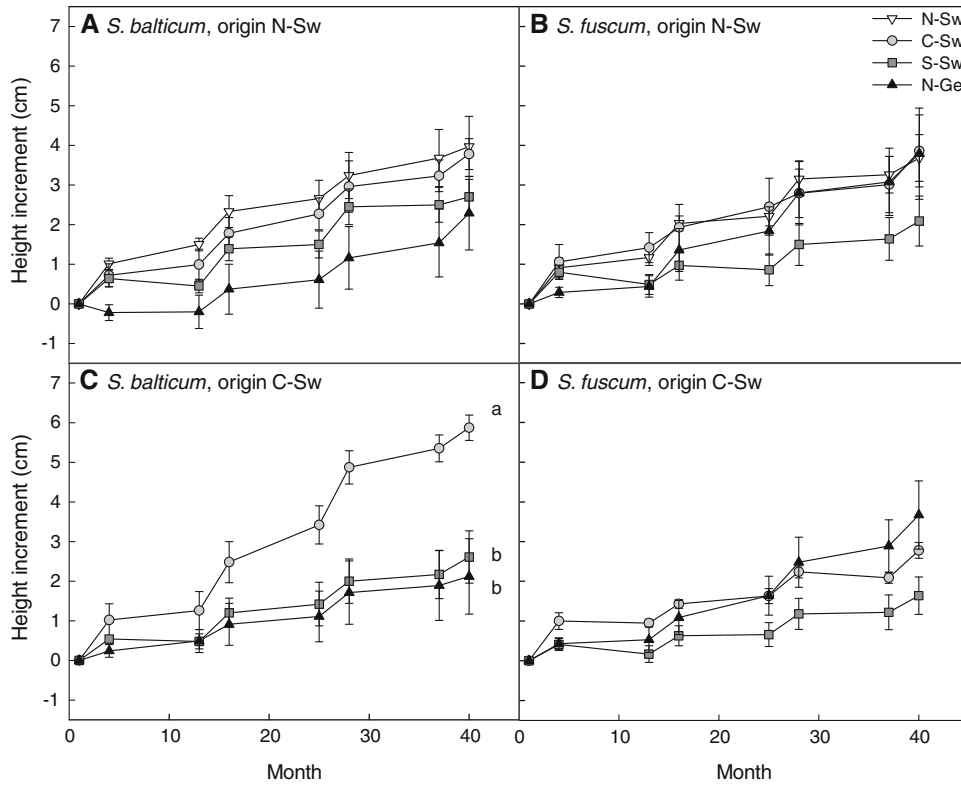 A S. balticum, origin N-Sw
B S. fuscum, origin N-Sw
N-Sw
C-Sw
S-Sw
N-Ge
Height increment (cm)
7
6
5
4
3
2
1
0
-1
C S. balticum, origin C-Sw
D S. fuscum, origin C-Sw
a
b
b
Height increment (cm)
7
6
5
4
3
2
1
0
-1
0 10 20 30 40
0 10 20 30 40
Month
Month